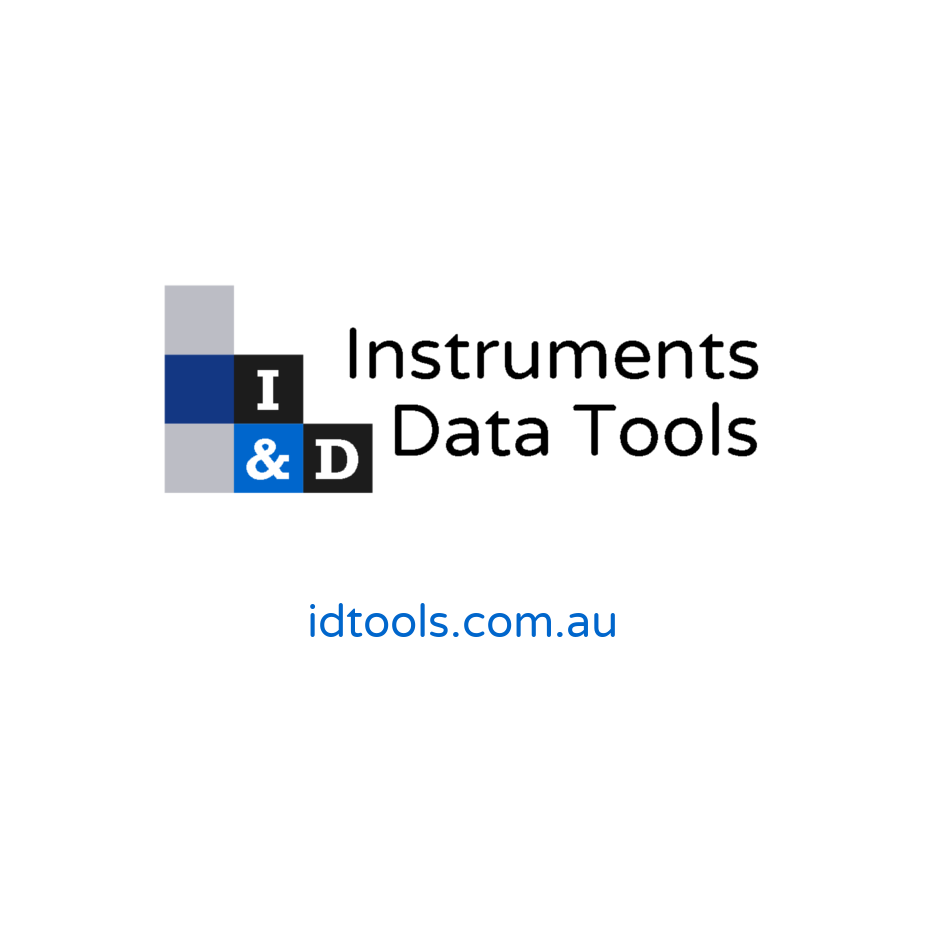 I
& D
Instruments
Data Tools
idtools.com.au